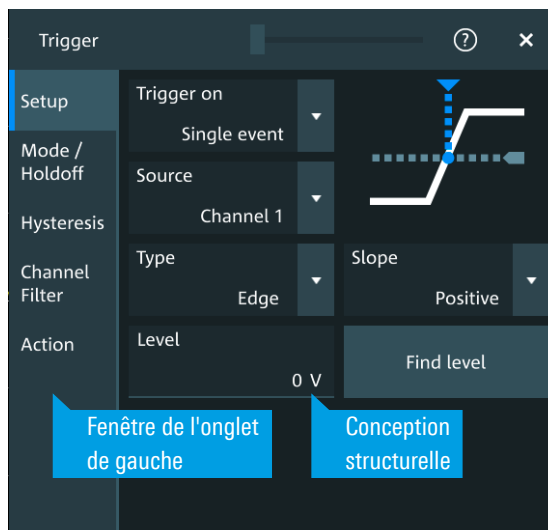 Trigger
?
Setup
Mode /
Holdoff
Hysteresis
Channel
Filter
Action
Trigger on
Single event
Source
Channel 1
Type
Edge
Slope
Positive
Level
0 V
Find level
Fenêtre de l'onglet
de gauche
Conception
structurelle